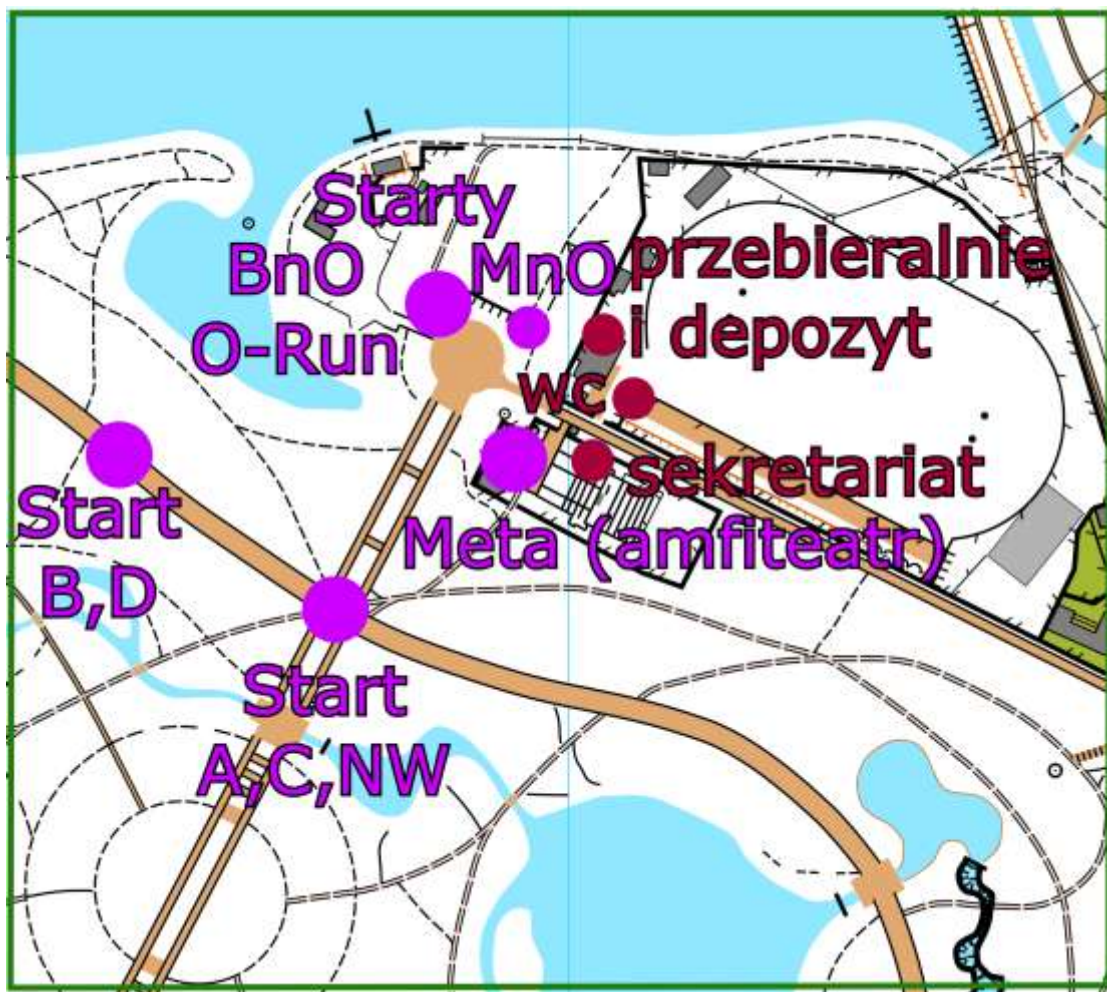 Starty
BnO MnO
O-Run
przebieralnie
i depozyt
wc
sekretariat
Meta (amfiteatr)
Start
B,D
Start
A,C,NW